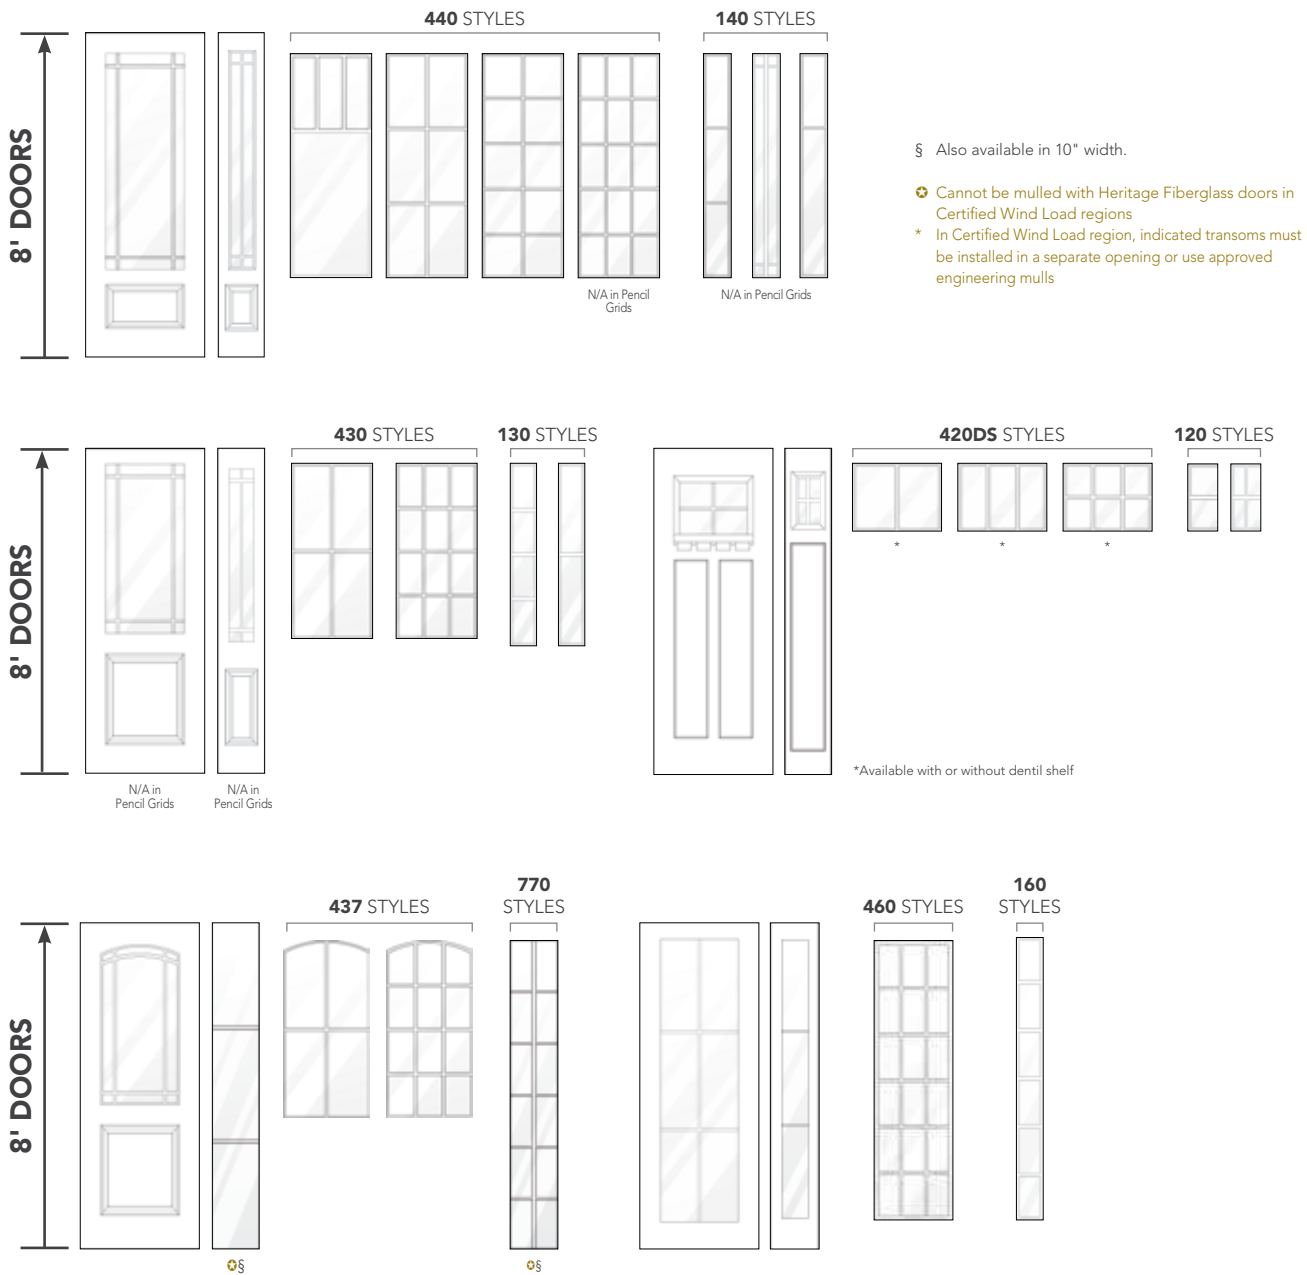 440 STYLES
140 STYLES
8' DOORS
§ Also available in 10" width.
✪ Cannot be mulled with Heritage Fiberglass doors in
Certified Wind Load regions
* In Certified Wind Load region, indicated transoms must
be installed in a separate opening or use approved
engineering mulls
N/A in Pencil
Grids
N/A in Pencil Grids
430 STYLES
130 STYLES
420DS STYLES
120 STYLES
8' DOORS
*
*
*
*Available with or without dentil shelf
N/A in
Pencil Grids
N/A in
Pencil Grids
437 STYLES
770
STYLES
460 STYLES
160
STYLES
8' DOORS
✪§
✪§